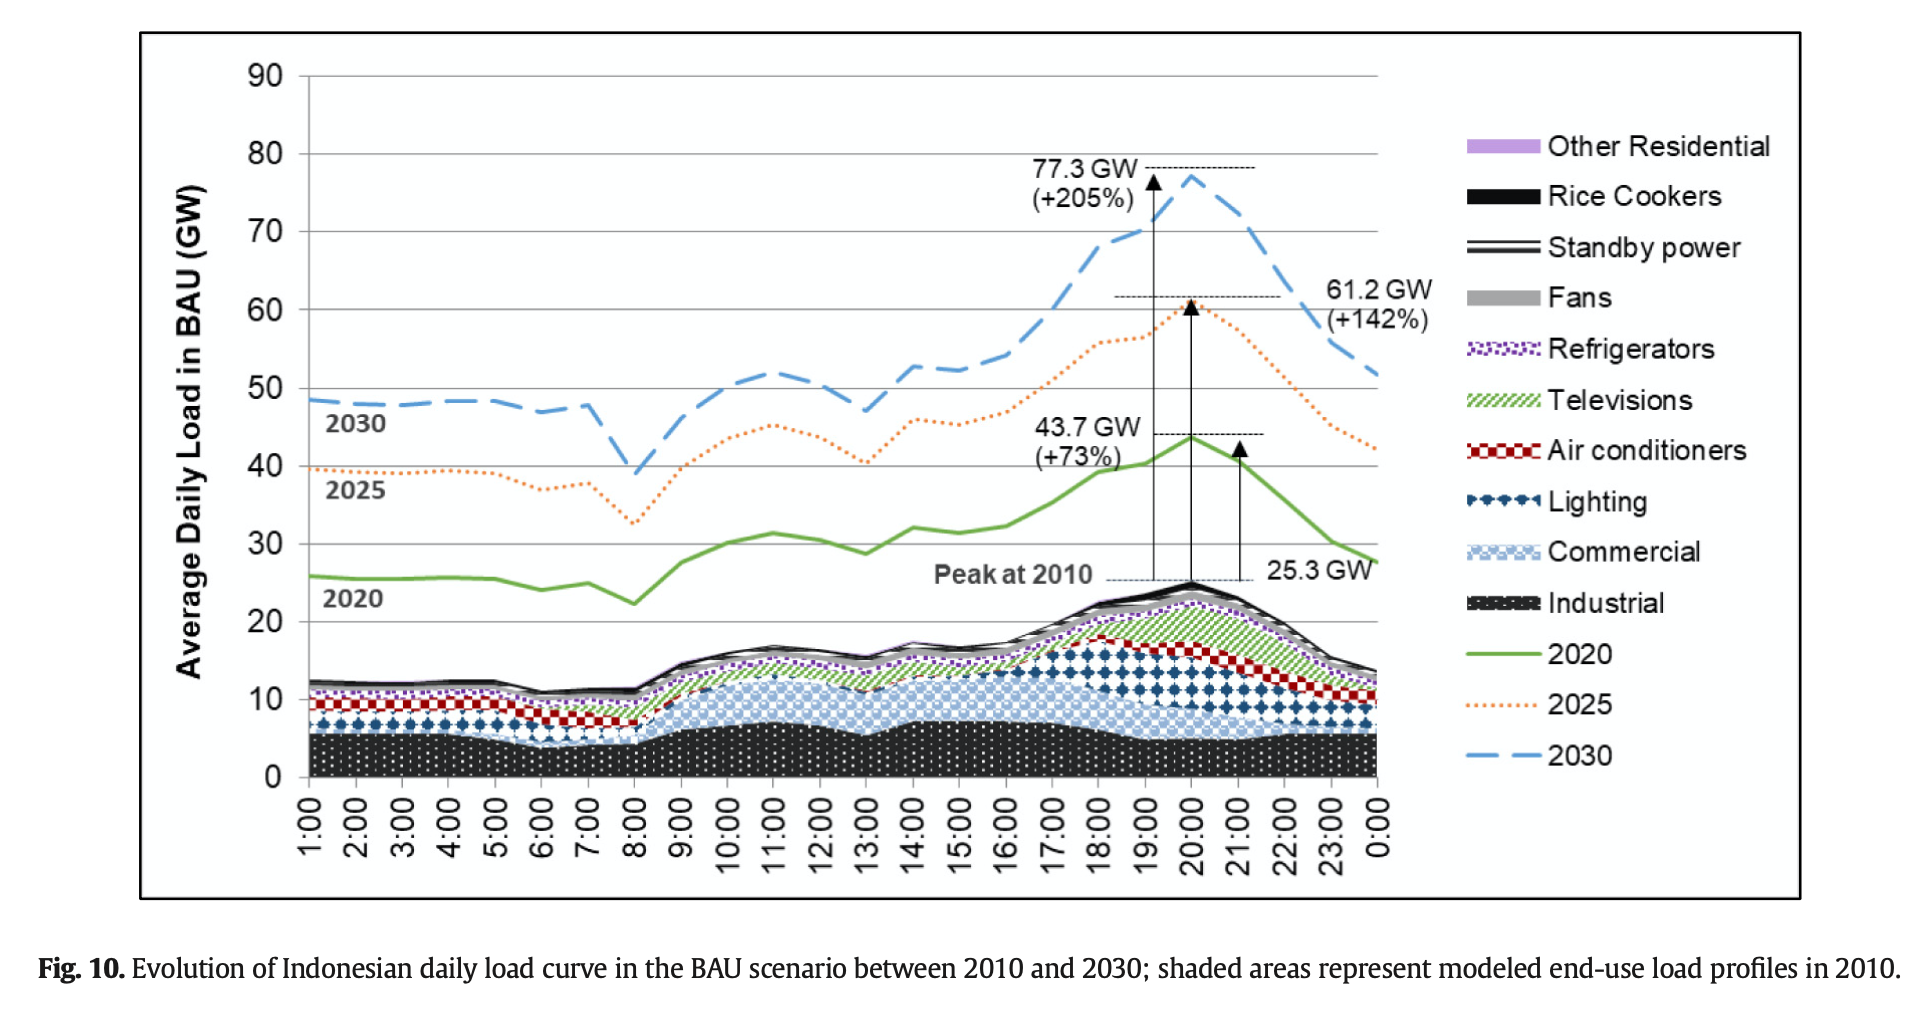 Average Daily Load in BAU (GW)
90
80
70
60
50
40
30
20
10
0
77.3 GW
(+205%)
61.2 GW
(+142%)
43.7 GW
(+73%)
Peak at 2010
25.3 GW
2030
2025
2020
1:00
2:00
3:00
4:00
5:00
6:00
7:00
8:00
9:00
10:00
11:00
12:00
13:00
14:00
15:00
16:00
17:00
18:00
19:00
20:00
21:00
22:00
23:00
0:00
Other Residential
Rice Cookers
Standby power
Fans
Refrigerators
Televisions
Air conditioners
Lighting
Commercial
Industrial
2020
2025
2030
Fig. 10. Evolution of Indonesian daily load curve in the BAU scenario between 2010 and 2030; shaded areas represent modeled end-use load profiles in 2010.